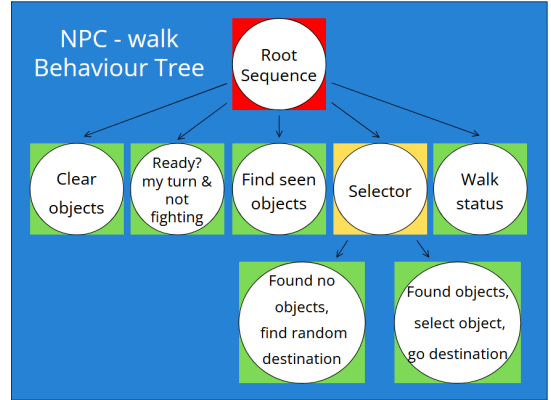 NPC - walk
Behaviour Tree
Root
Sequence
Clear
objects
Ready?
my turn &
not
fighting
Find seen
objects
Selector
Walk
status
Found no
objects,
find random
destination
Found objects,
select object,
go destination